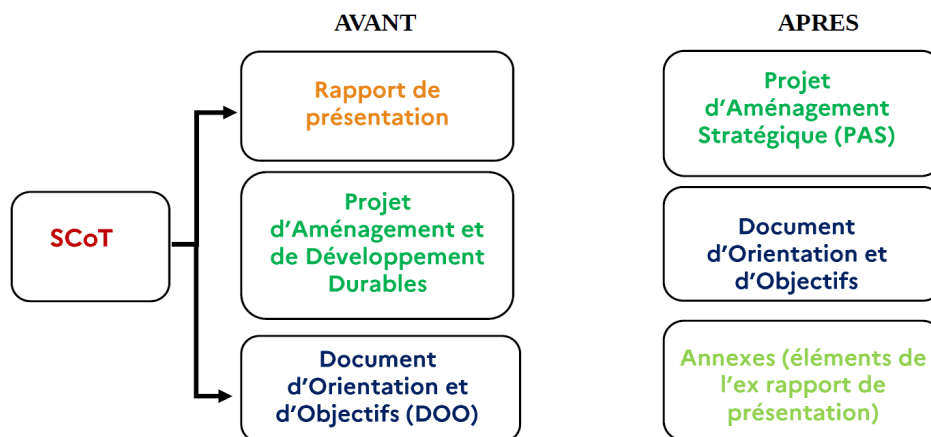 AVANT
Rapport de
présentation
SCoT
Projet
d'Aménagement et
de Développement
Durables
Document
d'Orientation et
d'Objectifs (DOO)
APRES
Projet
d'Aménagement
Stratégique (PAS)
Document
d'Orientation et
d'Objectifs
Annexes (éléments de
l'ex rapport de
présentation)